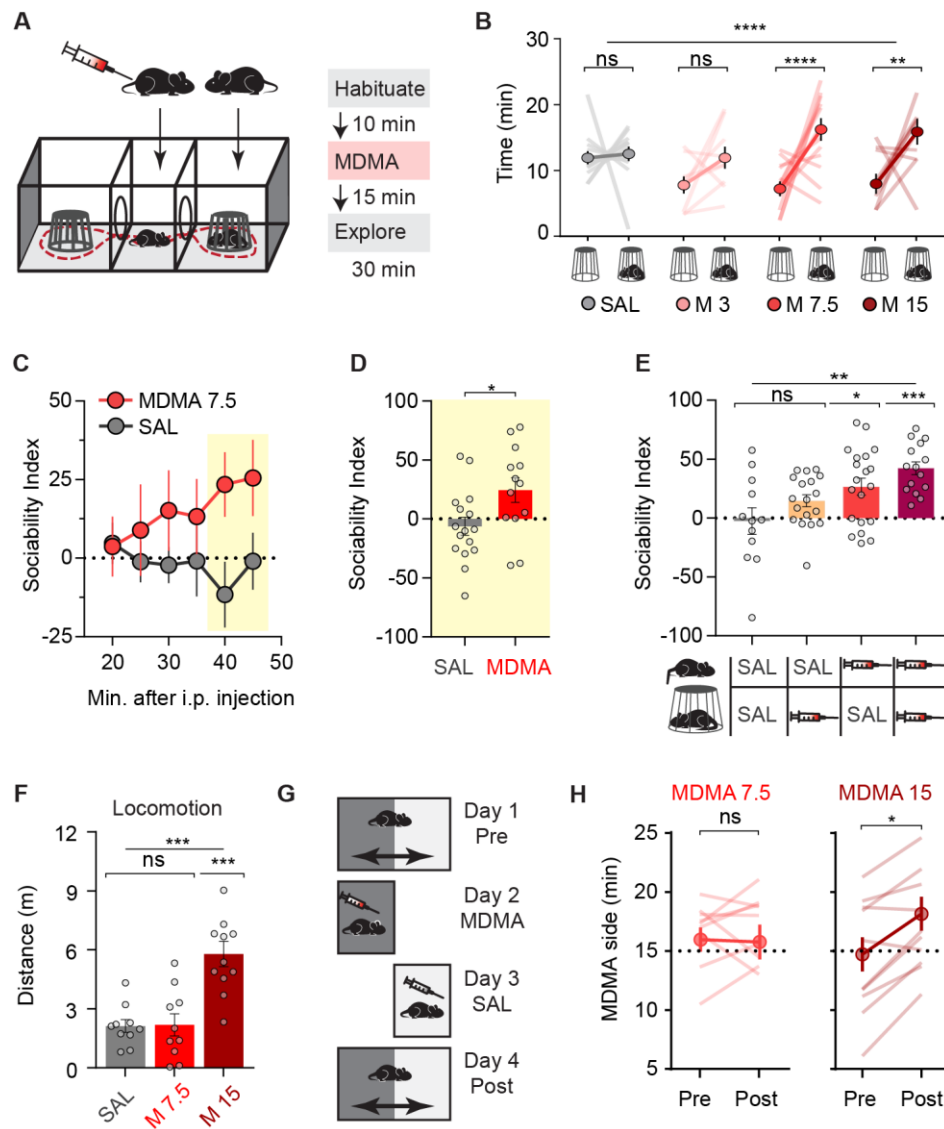 A
Habituate
10 min
MDMA
15 min
Explore
30 min
B
****
ns
ns
****
**
30
20
10
0
Time (min)
SAL
M 3
M 7.5
M 15
C
50
25
0
-25
Sociability Index
MDMA 7.5
SAL
20
30
40
50
Min. after i.p. injection
D
*
100
50
0
-50
-100
Sociability Index
SAL
MDMA
E
**
ns
*
***
100
50
0
-50
-100
Sociability Index
SAL
SAL
SAL
SAL
F
Locomotion
***
ns
***
12
9
6
3
0
Distance (m)
SAL
M 7.5
M 15
G
Day 1
Pre
Day 2
MDMA
Day 3
SAL
Day 4
Post
H
MDMA 7.5
MDMA 15
ns
*
25
20
15
10
5
MDMA side (min)
Pre
Post
Pre
Post